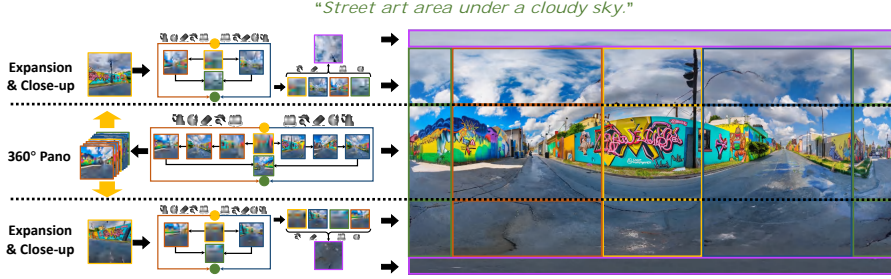 "Street art area under a cloudy sky."
Expansion
& Close-up
360° Pano
Expansion
& Close-up